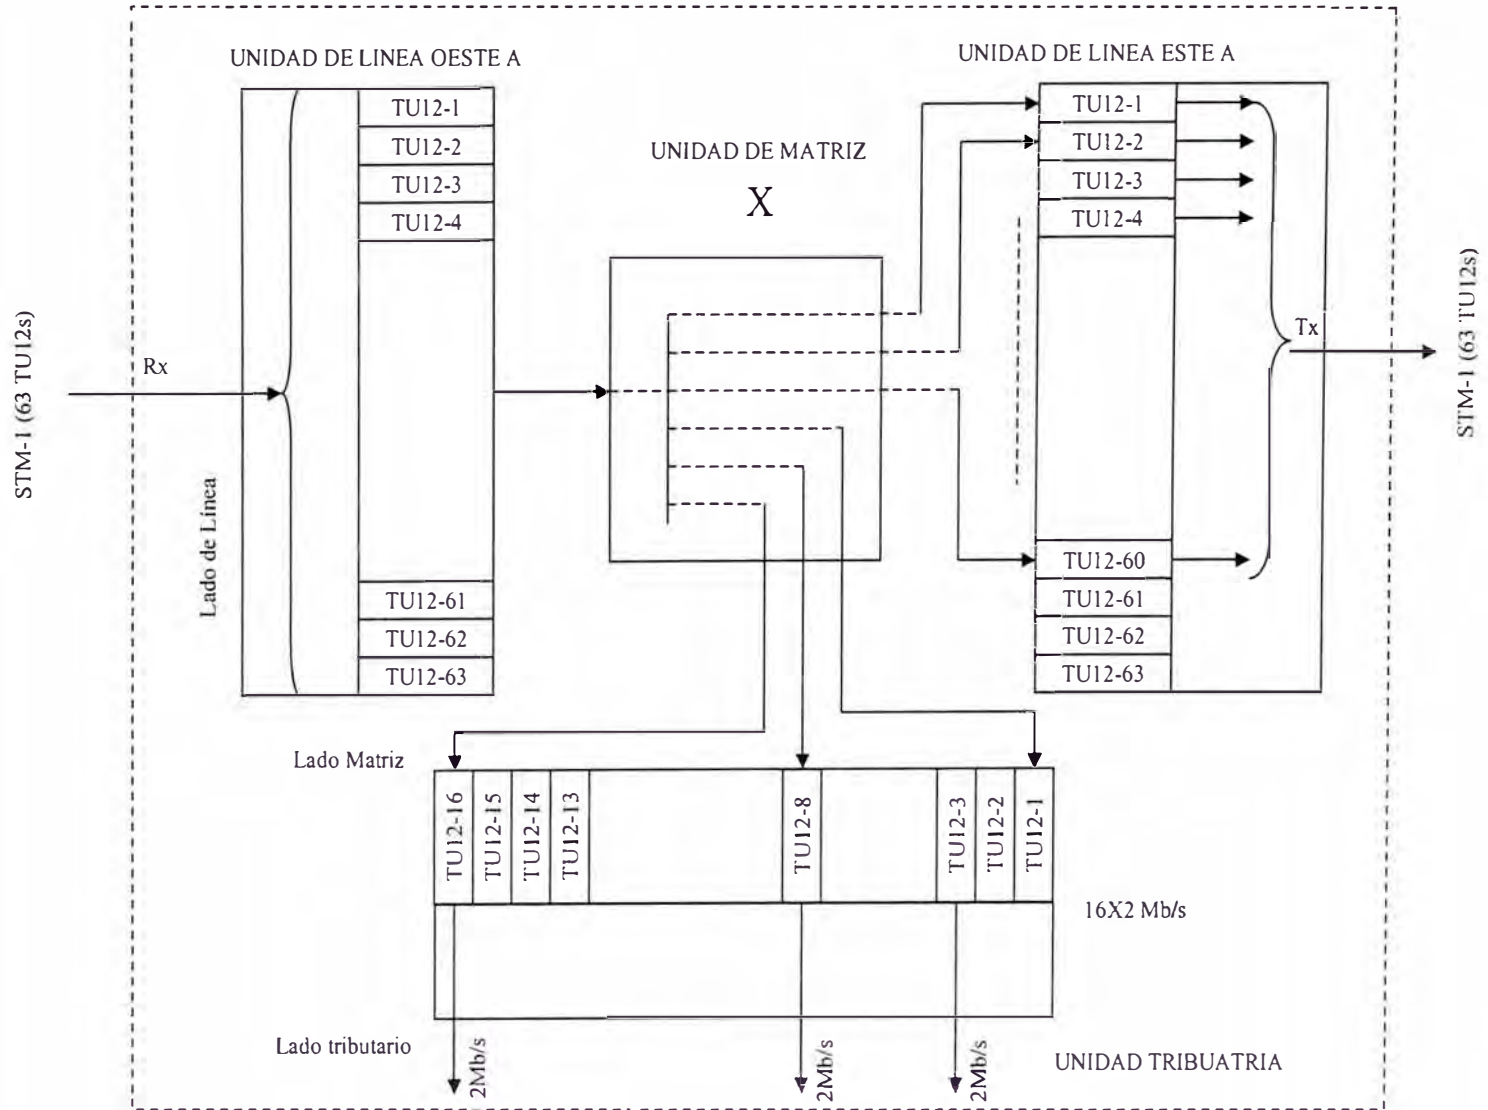 UNIDAD DE LINEA OESTE A
UNIDAD DE LINEA ESTE A
UNIDAD DE MATRIZ
X
TU12-1
TU12-2
TU12-3
TU12-4
TU12-61
TU12-62
TU12-63
TU12-1
TU12-2
TU12-3
TU12-4
TU12-60
TU12-61
TU12-62
TU12-63
STM-1 (63 TU12s)
Rx
Lado de Línea
Tx
STM-1 (63 TU12s)
Lado Matriz
TU12-16
TU12-15
TU12-14
TU12-13
TU12-8
TU12-3
TU12-2
TU12-1
16X2 Mb/s
Lado tributario
2Mb/s
2Mb/s
2Mb/s
UNIDAD TRIBUATRIA